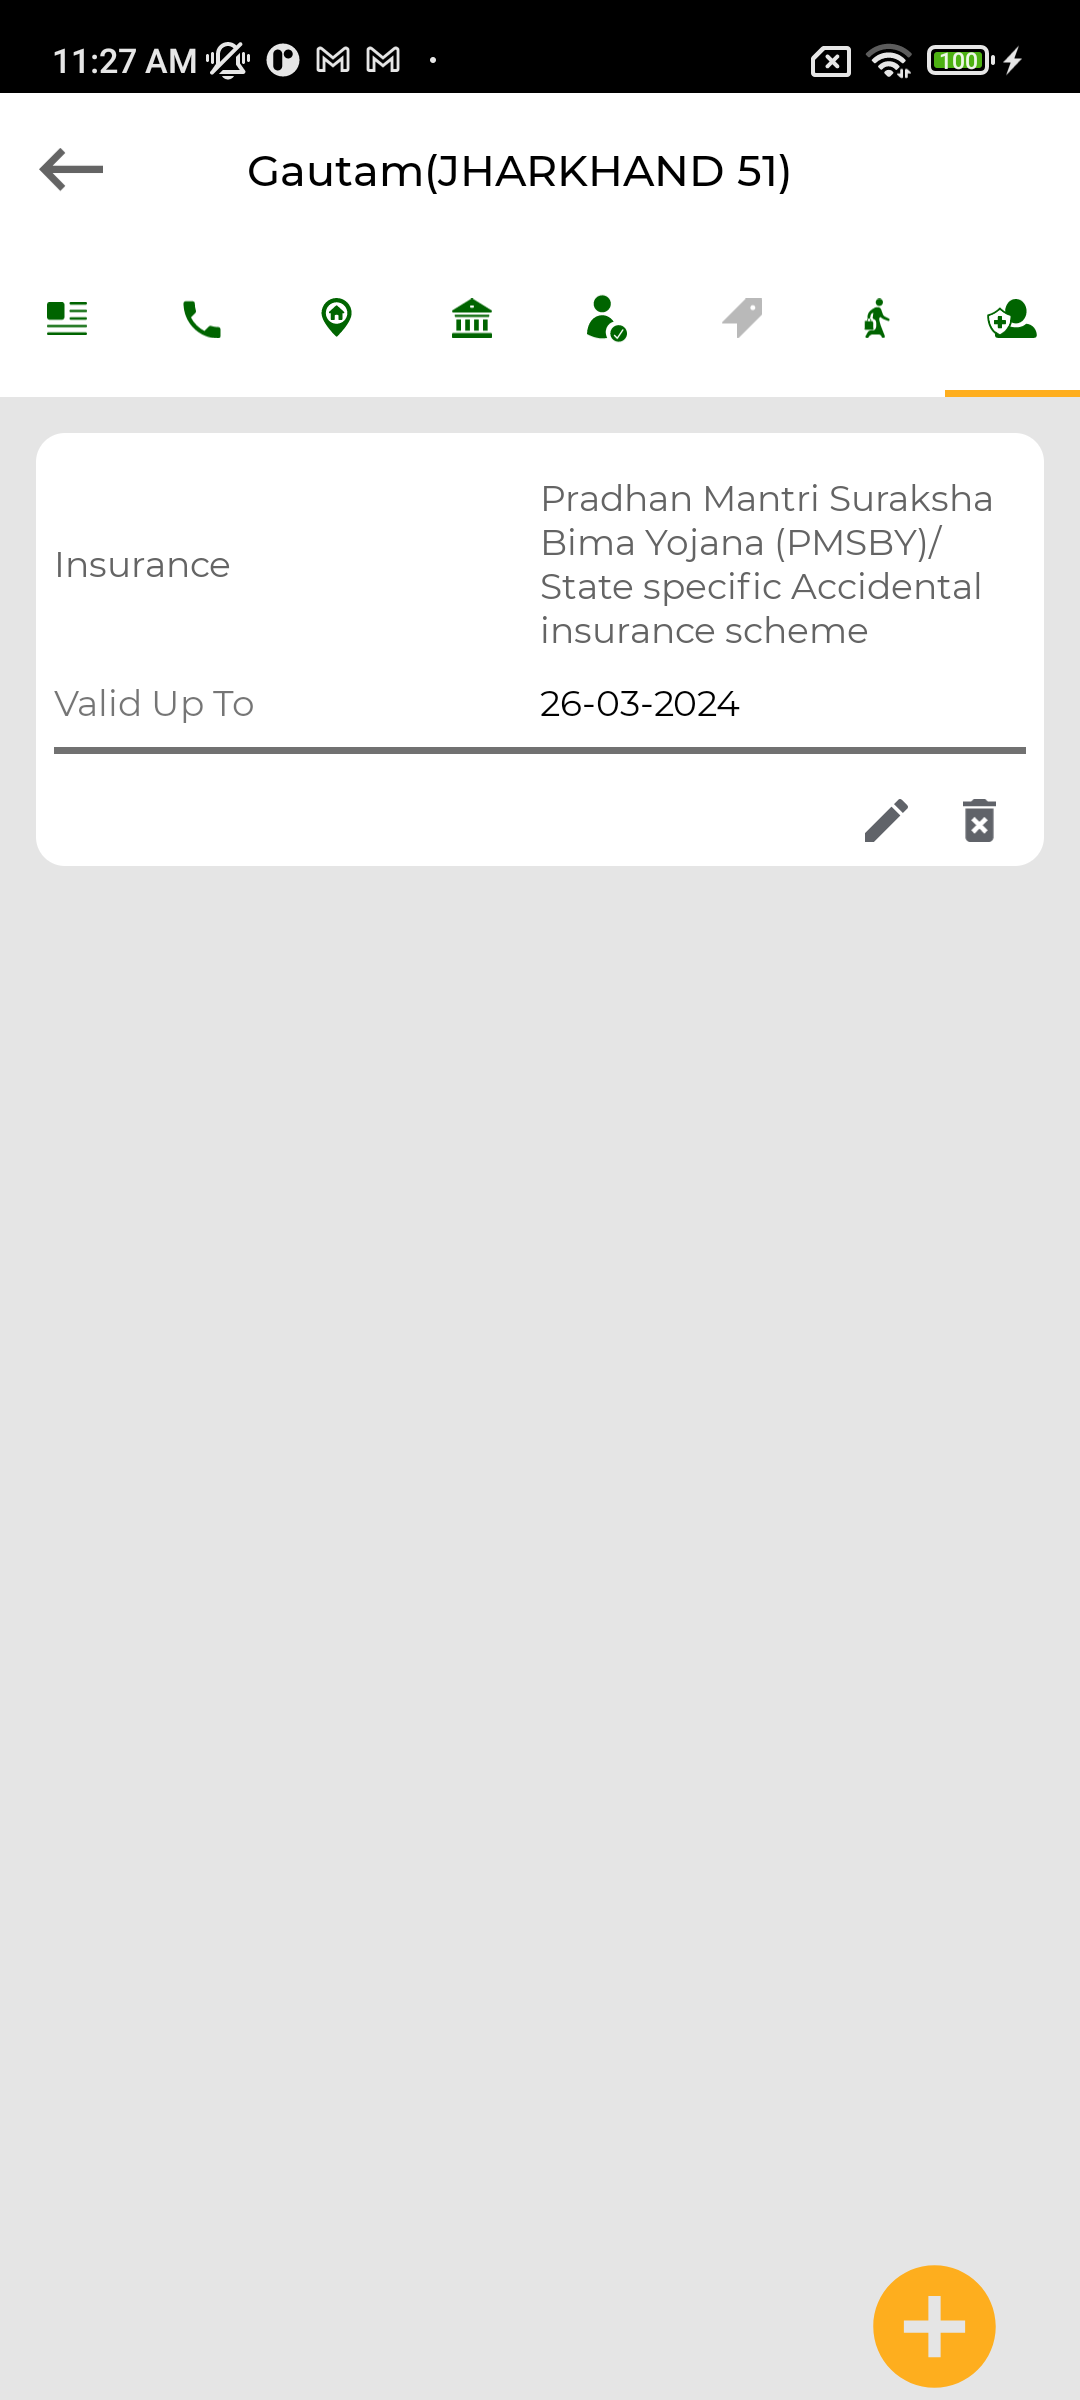 11:27 AM
100
Gautam(JHARKHAND 51)
Insurance
Pradhan Mantri Suraksha
Bima Yojana (PMSBY)/
State specific Accidental
insurance scheme
Valid Up To
26-03-2024